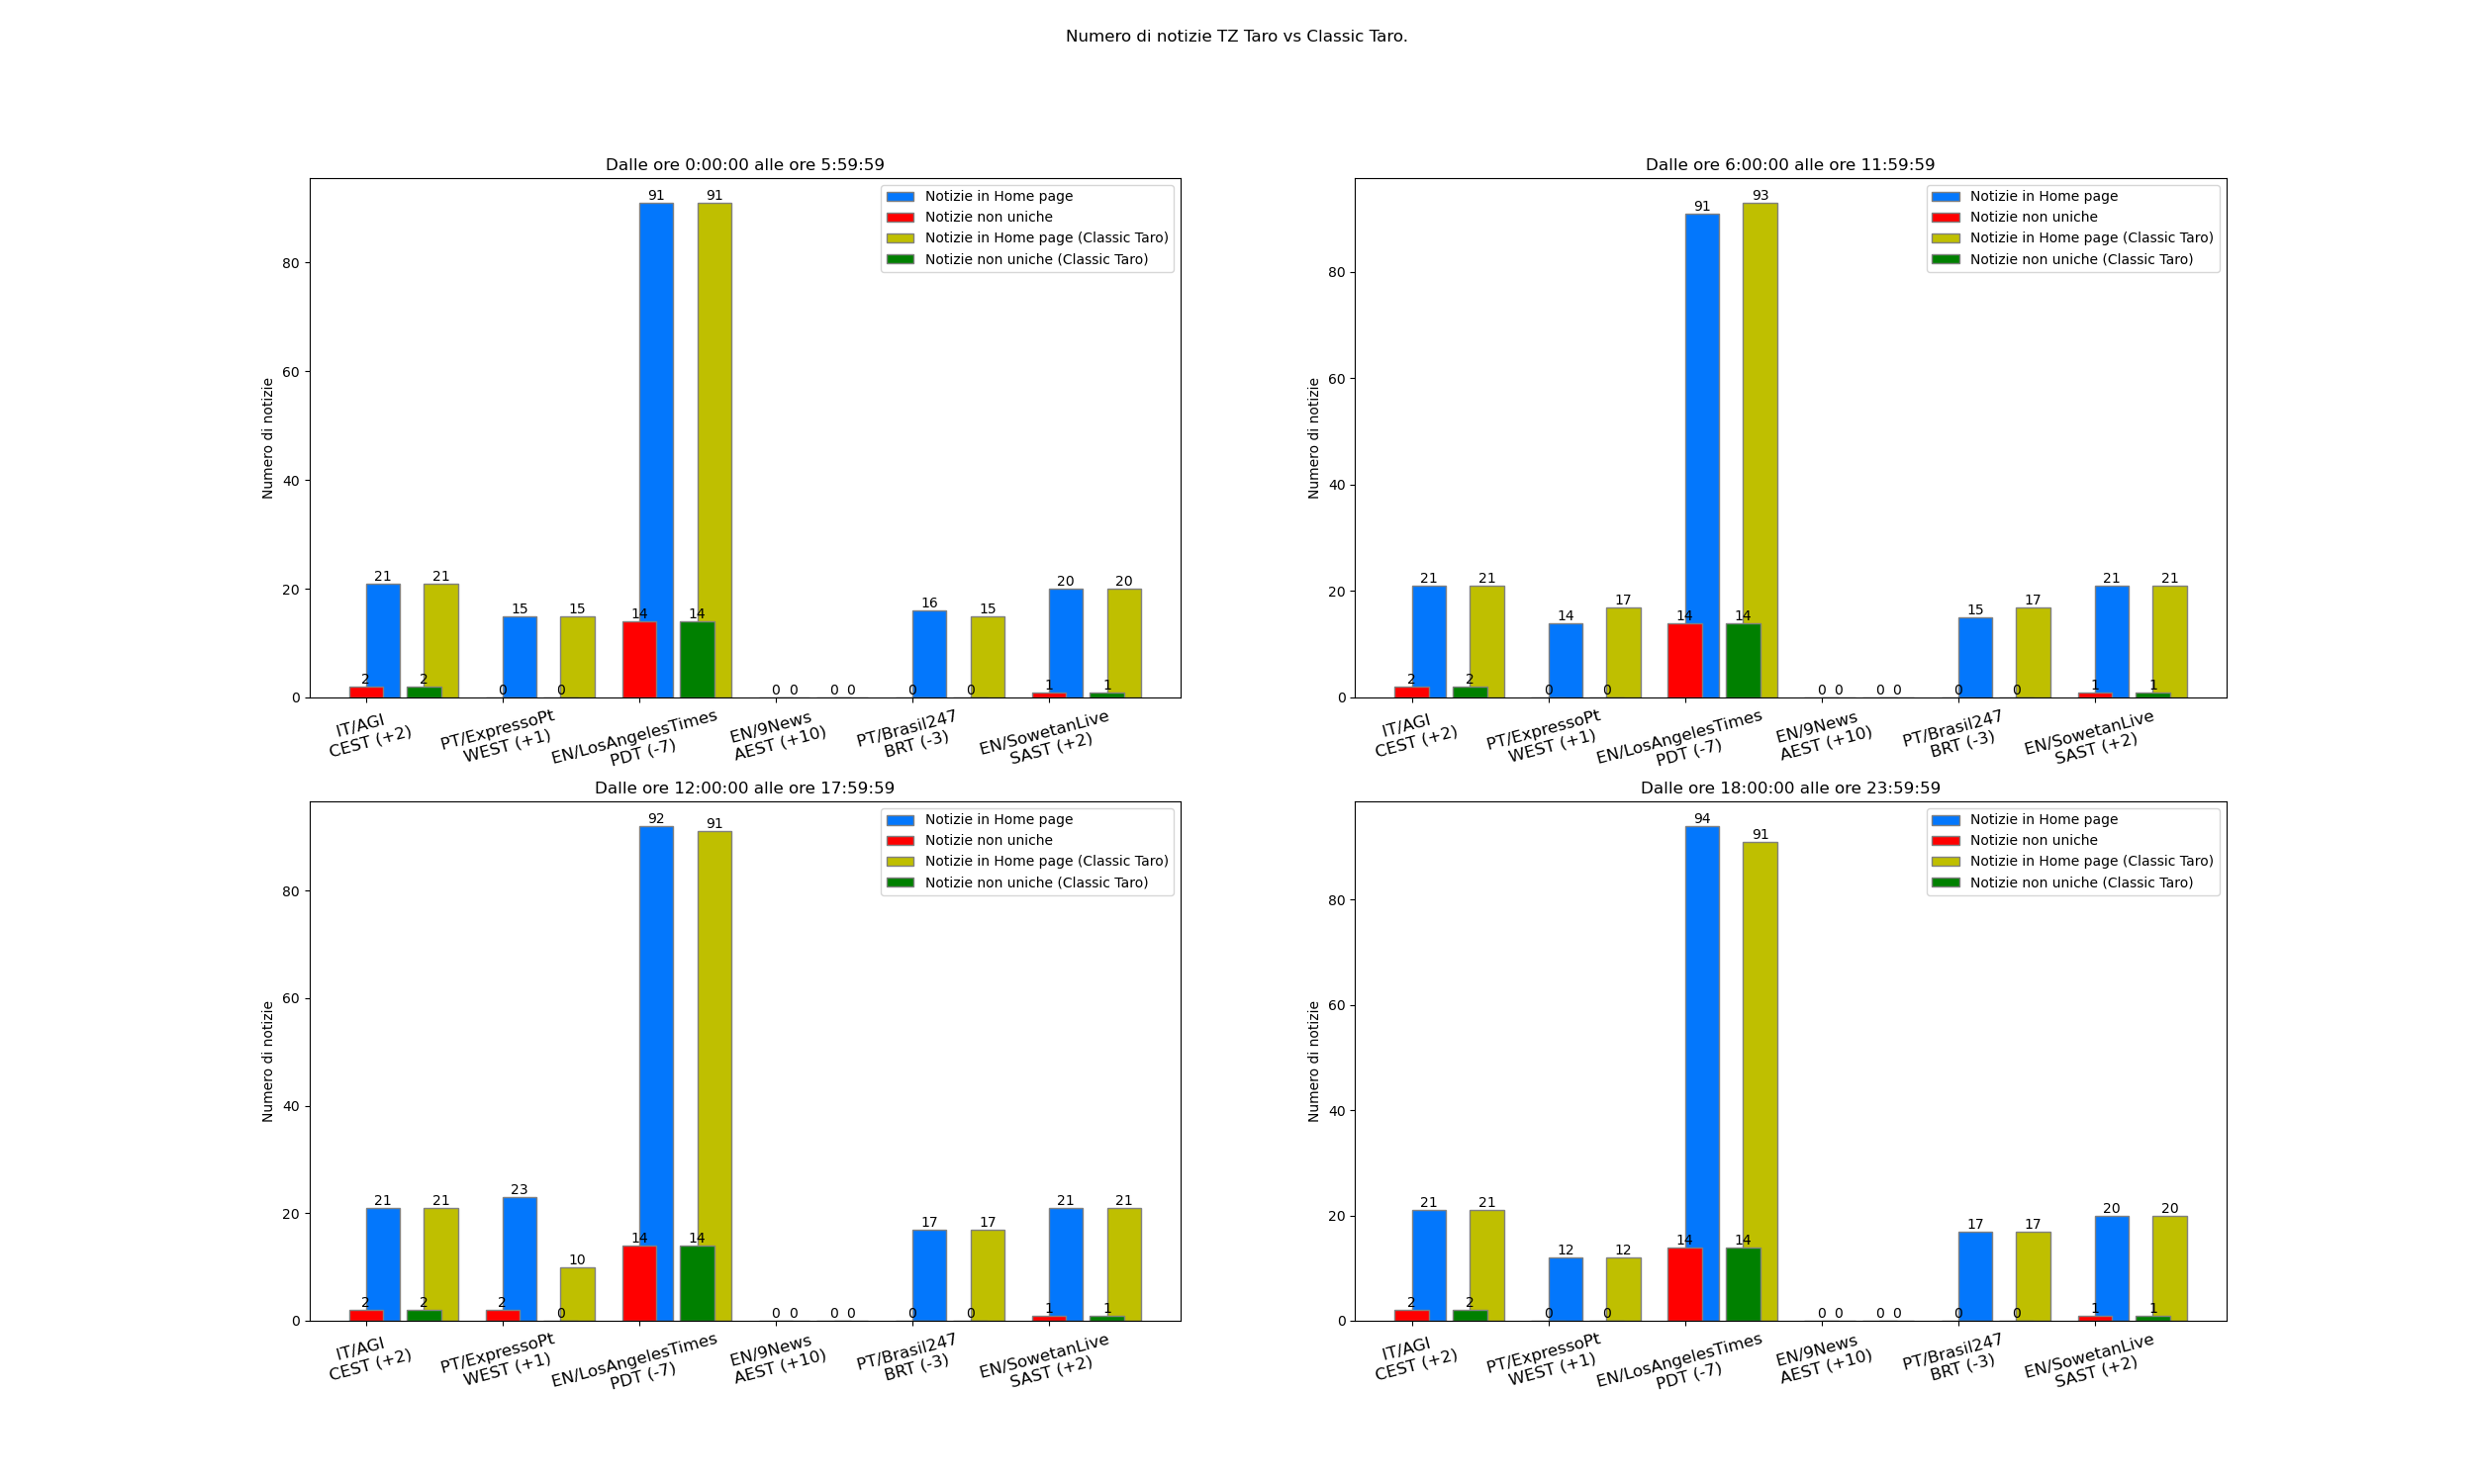 Numero di notizie TZ Taro vs Classic Taro.
Dalle ore 0:00:00 alle ore 5:59:59
Numero di notizie
80
60
40
20
0
Notizie in Home page
Notizie non uniche
Notizie in Home page (Classic Taro)
Notizie non uniche (Classic Taro)
21 21 15 15 91 91 16 15 20 20
2 2 0 0 14 14 0 0 0 0 0 0 1 1
IT/AGI
CEST (+2)
PT/ExpressoPt
WEST (+1)
EN/LosAngelesTimes
PDT (-7)
EN/9News
AEST (+10)
PT/Brasil247
BRT (-3)
EN/SowetanLive
SAST (+2)
Dalle ore 6:00:00 alle ore 11:59:59
Numero di notizie
80
60
40
20
0
Notizie in Home page
Notizie non uniche
Notizie in Home page (Classic Taro)
Notizie non uniche (Classic Taro)
21 21 14 17 91 93 15 17 21 21
2 2 0 0 14 14 0 0 0 0 0 0 1 1
IT/AGI
CEST (+2)
PT/ExpressoPt
WEST (+1)
EN/LosAngelesTimes
PDT (-7)
EN/9News
AEST (+10)
PT/Brasil247
BRT (-3)
EN/SowetanLive
SAST (+2)
Dalle ore 12:00:00 alle ore 17:59:59
Numero di notizie
80
60
40
20
0
Notizie in Home page
Notizie non uniche
Notizie in Home page (Classic Taro)
Notizie non uniche (Classic Taro)
21 21 23 10 92 91 17 17 21 21
2 2 2 0 14 14 0 0 0 0 0 0 1 1
IT/AGI
CEST (+2)
PT/ExpressoPt
WEST (+1)
EN/LosAngelesTimes
PDT (-7)
EN/9News
AEST (+10)
PT/Brasil247
BRT (-3)
EN/SowetanLive
SAST (+2)
Dalle ore 18:00:00 alle ore 23:59:59
Numero di notizie
80
60
40
20
0
Notizie in Home page
Notizie non uniche
Notizie in Home page (Classic Taro)
Notizie non uniche (Classic Taro)
21 21 12 12 94 91 17 17 20 20
2 2 0 0 14 14 0 0 0 0 0 0 1 1
IT/AGI
CEST (+2)
PT/ExpressoPt
WEST (+1)
EN/LosAngelesTimes
PDT (-7)
EN/9News
AEST (+10)
PT/Brasil247
BRT (-3)
EN/SowetanLive
SAST (+2)